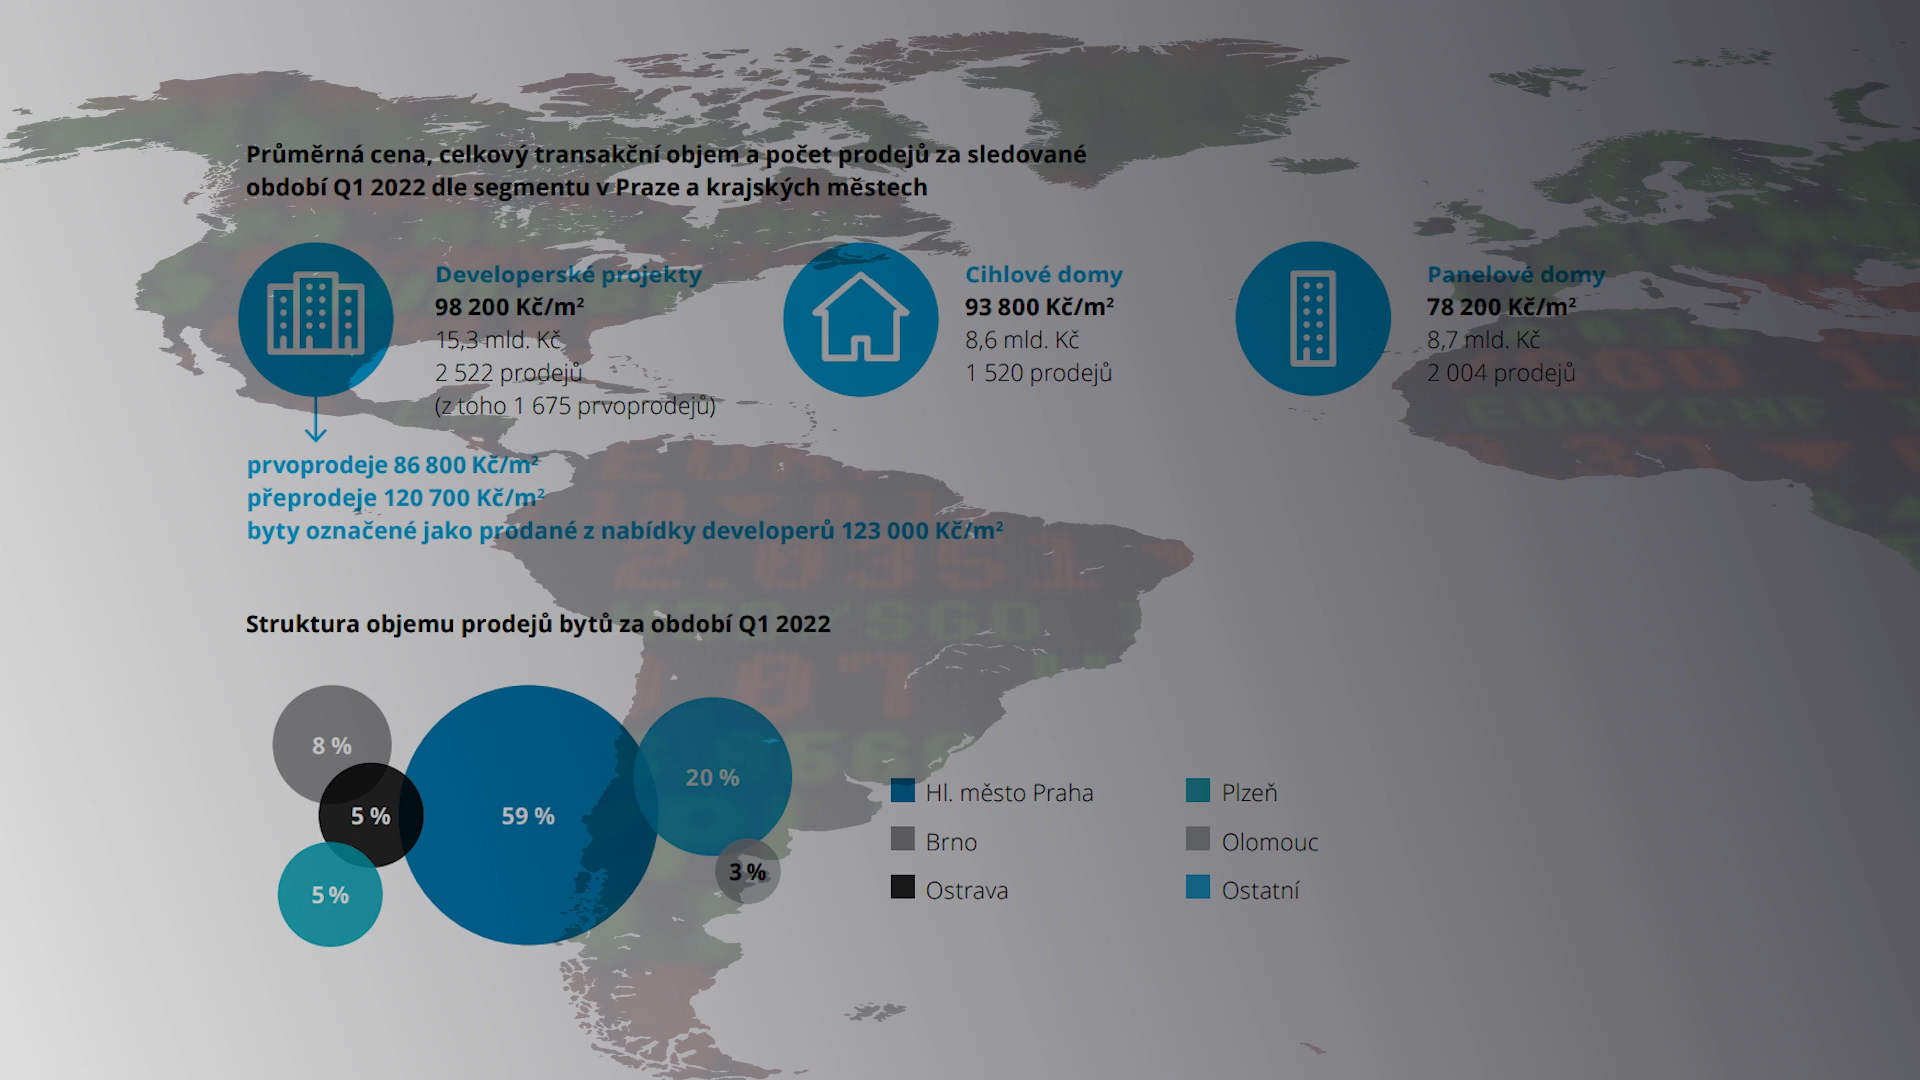 Průměrná cena, celkový transakční objem a počet prodejů za sledované
období Q1 2022 dle segmentu v Praze a krajských městech
Developerské projekty
98 200 Kč/m²
15,3 mld. Kč
2 522 prodejů
(z toho 1 675 prvoprodejů)
Cihlové domy
93 800 Kč/m²
8,6 mld. Kč
1 520 prodejů
Panelové domy
78 200 Kč/m²
8,7 mld. Kč
2 004 prodejů
prvoprodeje 86 800 Kč/m²
přeprodeje 120 700 Kč/m²
byty označené jako prodané z nabídky developerů 123 000 Kč/m²
Struktura objemu prodejů bytů za období Q1 2022
8 %
5 %
5 %
59 %
20 %
3 %
Hl. město Praha
Brno
Ostrava
Plzeň
Olomouc
Ostatní
EUR/CHF
2.0351